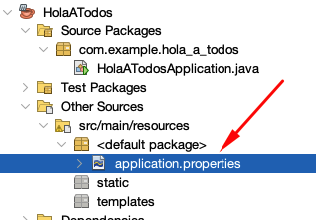 HolaATodos
Source Packages
com.example.hola_a_todos
HolaATodosApplication.java
Test Packages
Other Sources
src/main/resources
<default package>
application.properties
static
templates
Dependencies